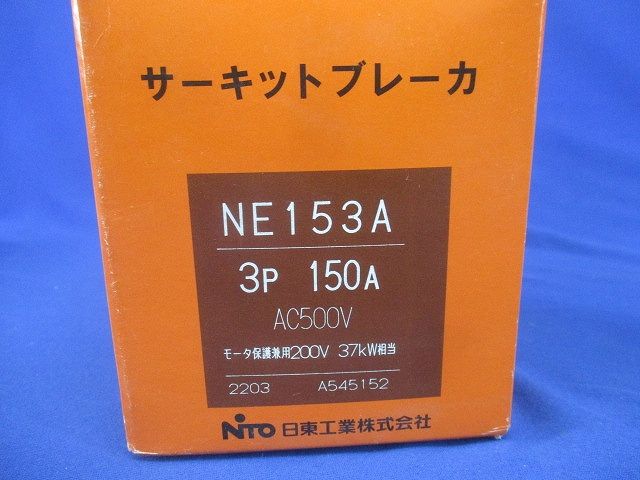 サーキットブレーカ
NE153A
3P 150A
AC500V
モータ保護兼用200V 37kW相当
2203 A545152
NITO 日東工業株式会社